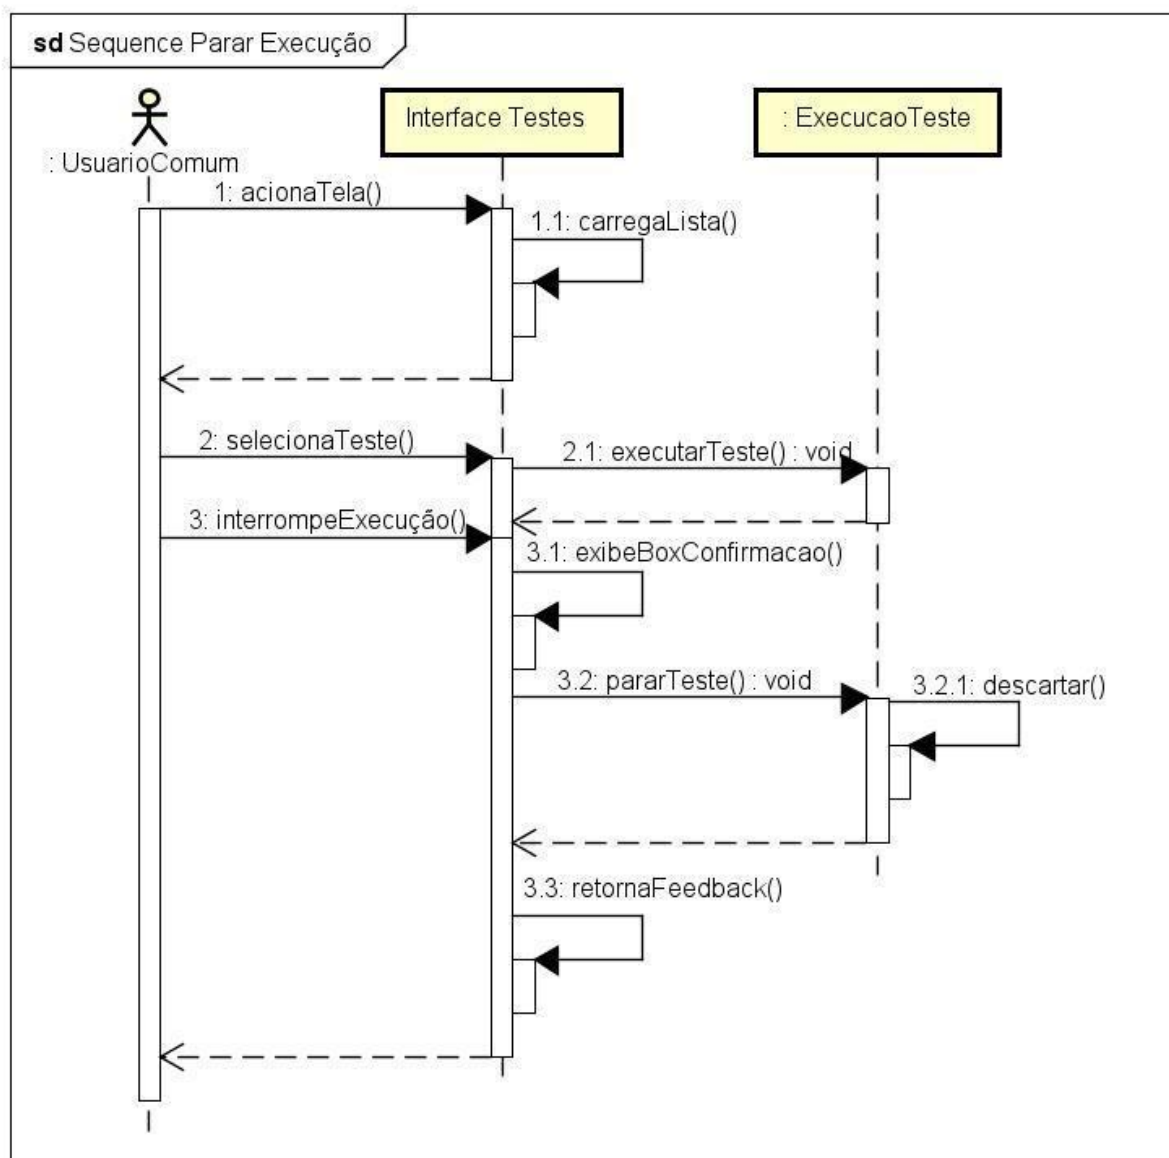 sd Sequence Parar Execução
Interface Testes
: ExecucaoTeste
: UsuarioComum
1: acionaTela()
1.1: carregaLista()
2: selecionaTeste()
2.1: executarTeste() : void
3: interrompeExecução()
3.1: exibeBoxConfirmacao()
3.2: pararTeste() : void
3.2.1: descartar()
3.3: retornaFeedback()